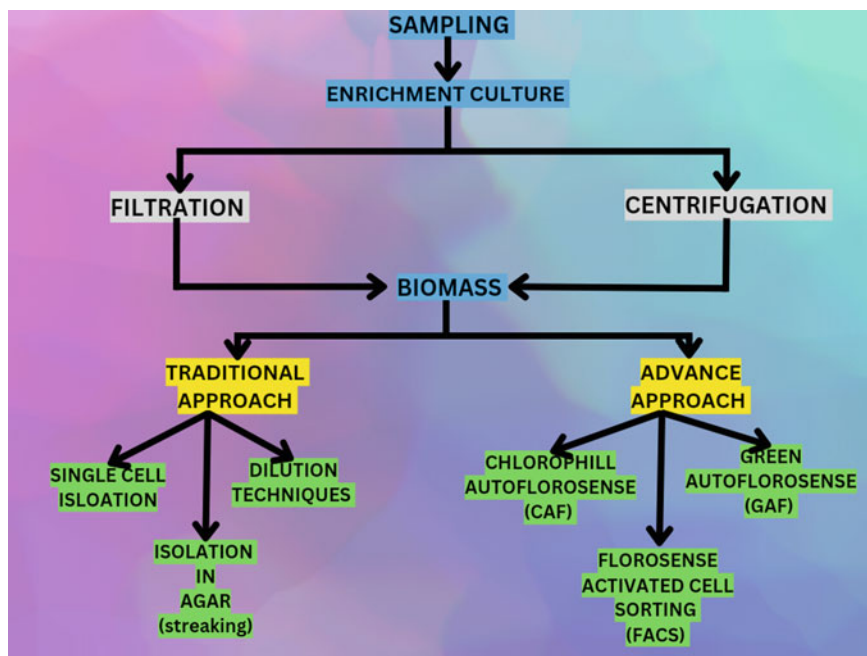 SAMPLING
ENRICHMENT CULTURE
FILTRATION
CENTRIFUGATION
BIOMASS
TRADITIONAL
APPROACH
ADVANCE
APPROACH
SINGLE CELL
ISLOATION
DILUTION
TECHNIQUES
ISOLATION
IN
AGAR
(streaking)
CHLOROPHILL
AUTOFLOROSENSE
(CAF)
GREEN
AUTOFLOROSENSE
(GAF)
FLOROSENSE
ACTIVATED CELL
SORTING
(FACS)